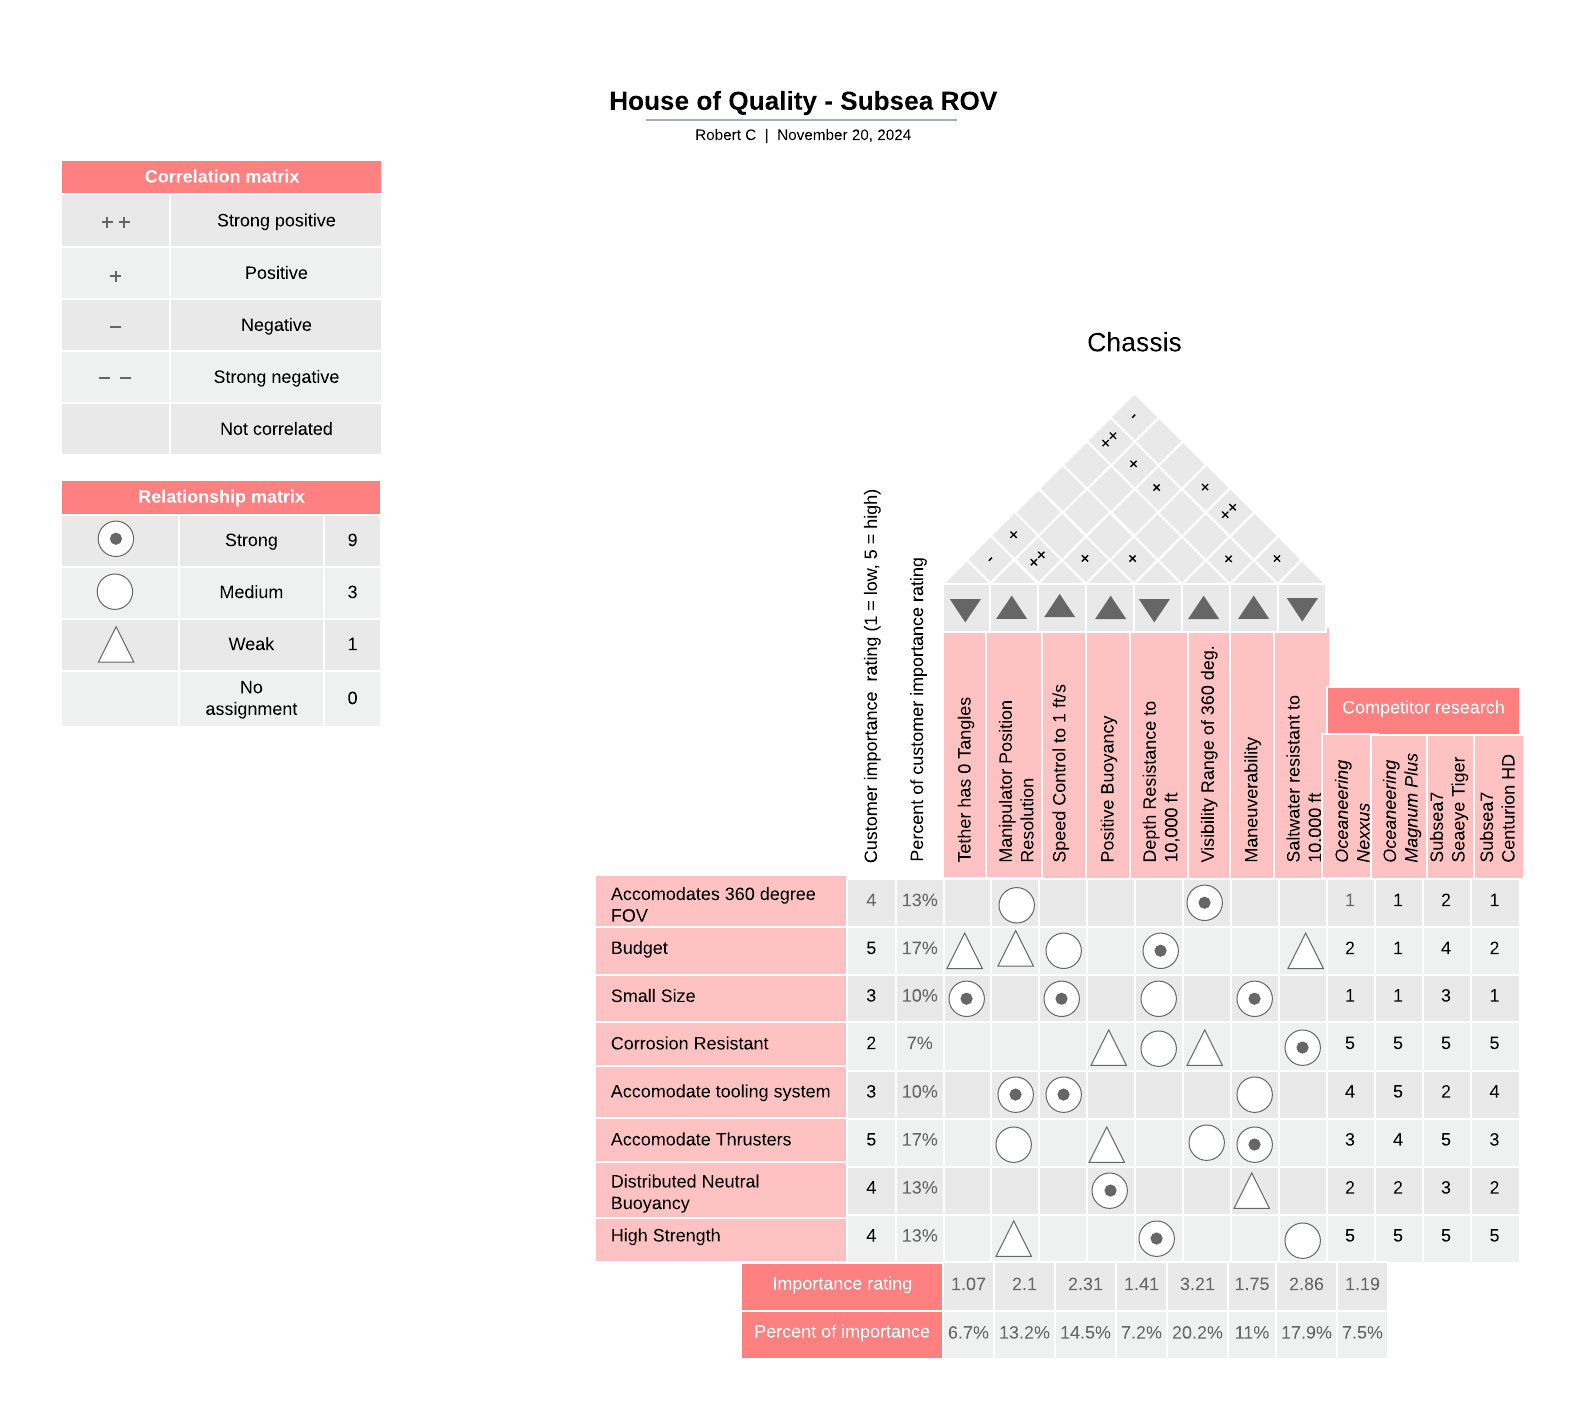 House of Quality - Subsea ROV
Robert C | November 20, 2024
Correlation matrix
++ Strong positive
+ Positive
− Negative
− − Strong negative
Not correlated
Relationship matrix
Strong 9
Medium 3
Weak 1
No
assignment 0
Chassis
-
++
+
+
+
++
+
-
++
+
+
+
+
Customer importance rating (1 = low, 5 = high)
Percent of customer importance rating
Tether has 0 Tangles
Manipulator Position
Resolution
Speed Control to 1 ft/s
Positive Buoyancy
Depth Resistance to
10,000 ft
Visibility Range of 360 deg.
Maneuverability
Saltwater resistant to
10.000 ft
Competitor research
Oceaneering
Nexxus
Oceaneering
Magnum Plus
Subsea7
Seaeye Tiger
Subsea7
Centurion HD
Accomodates 360 degree
FOV
4 13% 1 1 2 1
Budget 5 17% 2 1 4 2
Small Size 3 10% 1 1 3 1
Corrosion Resistant 2 7% 5 5 5 5
Accomodate tooling system 3 10% 4 5 2 4
Accomodate Thrusters 5 17% 3 4 5 3
Distributed Neutral
Buoyancy
4 13% 2 2 3 2
High Strength 4 13% 5 5 5 5
Importance rating 1.07 2.1 2.31 1.41 3.21 1.75 2.86 1.19
Percent of importance 6.7% 13.2% 14.5% 7.2% 20.2% 11% 17.9% 7.5%